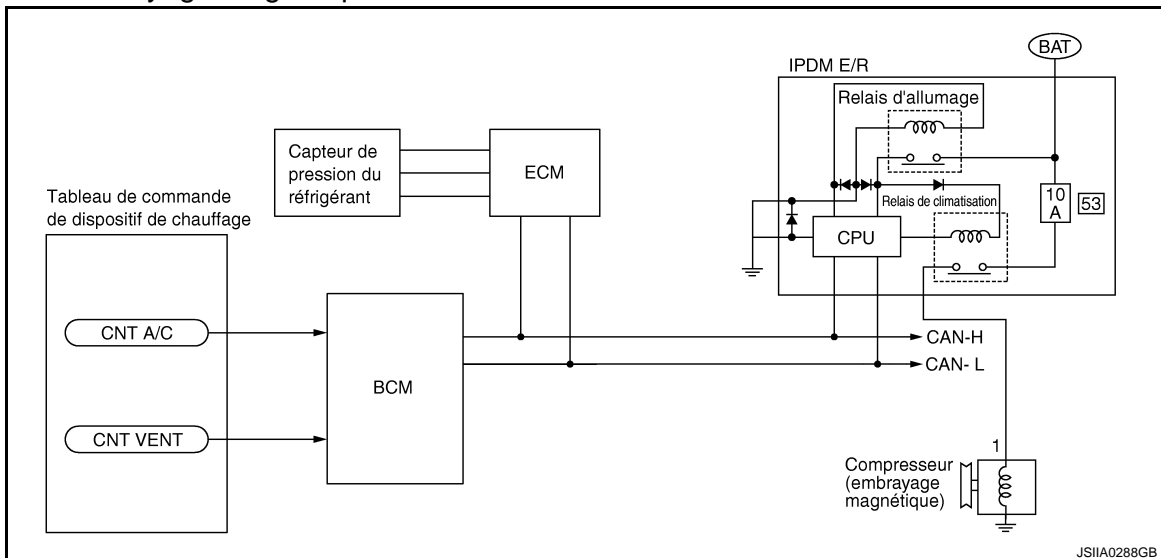 BAT
IPDM E/R
Relais d'allumage
Capteur de
pression du
réfrigérant
ECM
Tableau de commande
de dispositif de chauffage
Relais de climatisation
10
A
53
CPU
CNT A/C
CNT VENT
BCM
CAN-H
CAN- L
1
Compresseur
(embrayage
magnétique)
JSIIA0288GB